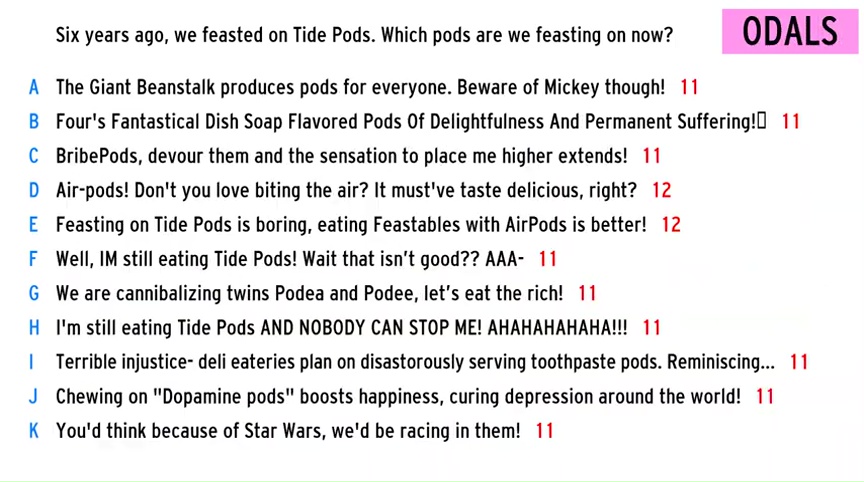 Six years ago, we feasted on Tide Pods. Which pods are we feasting on now?
ODALS
A The Giant Beanstalk produces pods for everyone. Beware of Mickey though! 11
B Four's Fantastical Dish Soap Flavored Pods Of Delightfulness And Permanent Suffering!▯ 11
C BribePods, devour them and the sensation to place me higher extends! 11
D Air-pods! Don't you love biting the air? It must've taste delicious, right? 12
E Feasting on Tide Pods is boring, eating Feastables with AirPods is better! 12
F Well, IM still eating Tide Pods! Wait that isn’t good?? AAA- 11
G We are cannibalizing twins Podea and Podee, let’s eat the rich! 11
H I'm still eating Tide Pods AND NOBODY CAN STOP ME! AHAHAHAHAHA!!! 11
I Terrible injustice- deli eateries plan on disastorously serving toothpaste pods. Reminiscing... 11
J Chewing on "Dopamine pods" boosts happiness, curing depression around the world! 11
K You'd think because of Star Wars, we'd be racing in them! 11